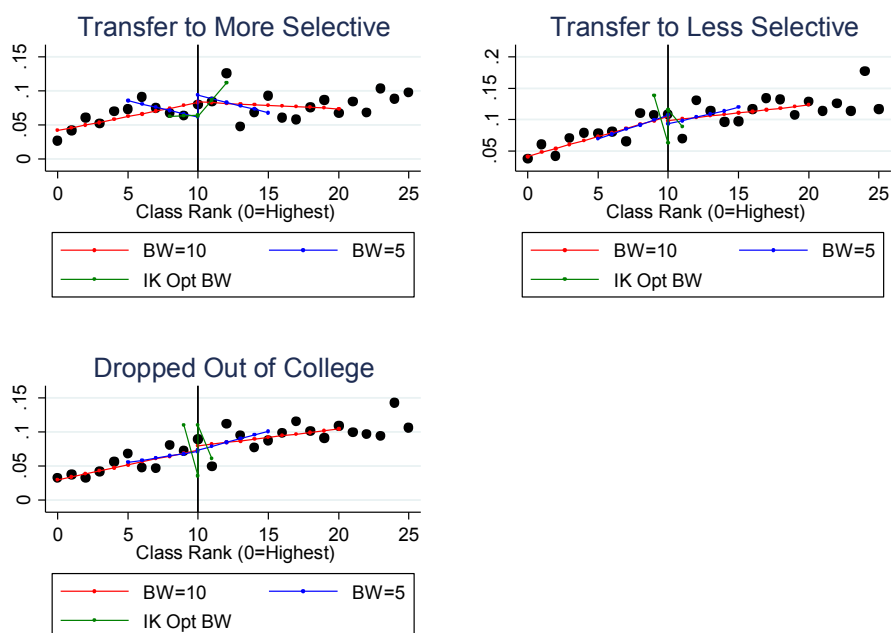 Transfer to More Selective
.15
.1
.05
0
0 5 10 15 20 25
Class Rank (0=Highest)
BW=10 BW=5
IK Opt BW
Transfer to Less Selective
.2
.15
.1
.05
0 5 10 15 20 25
Class Rank (0=Highest)
BW=10 BW=5
IK Opt BW
Dropped Out of College
.15
.1
.05
0
0 5 10 15 20 25
Class Rank (0=Highest)
BW=10 BW=5
IK Opt BW